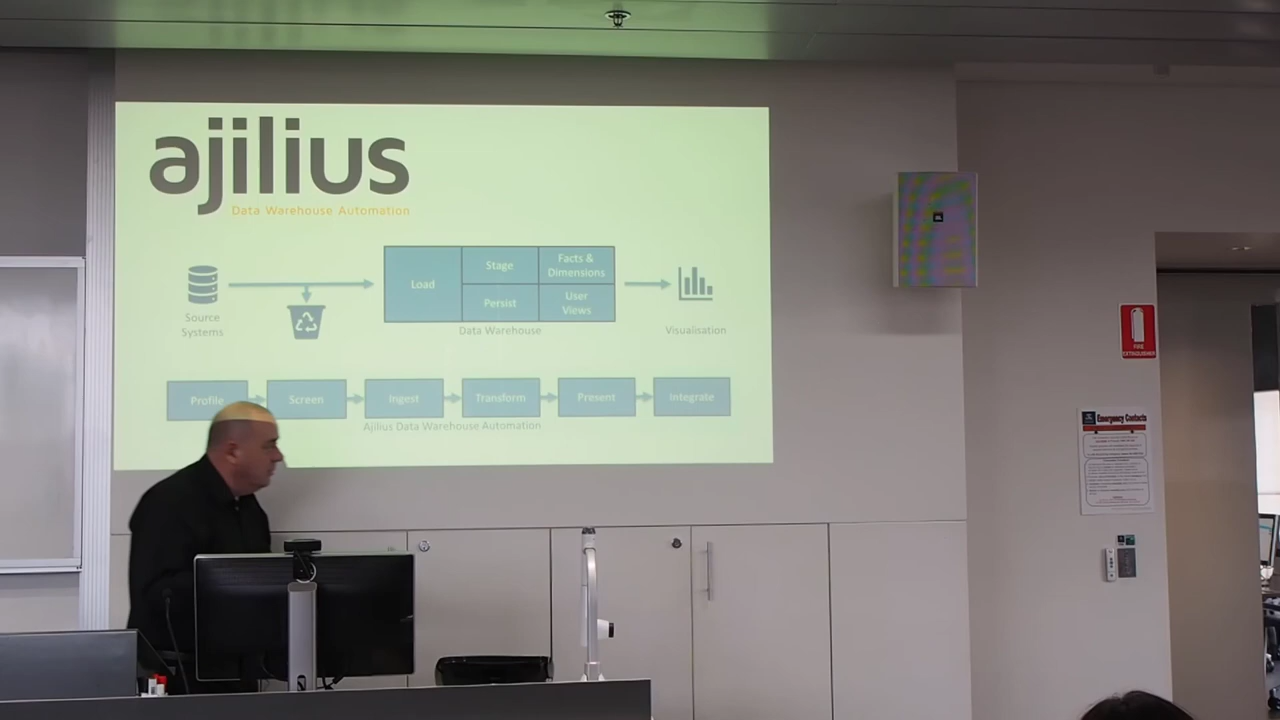 ajilius
Data Warehouse Automation
Source
Systems
Load
Stage
Facts &
Dimensions
Persist
User
Views
Data Warehouse
Visualisation
Profile
Screen
Ingest
Transform
Present
Integrate
Ajilius Data Warehouse Automation
JBL
FIRE
EXTINGUISHER
Emergency Contacts